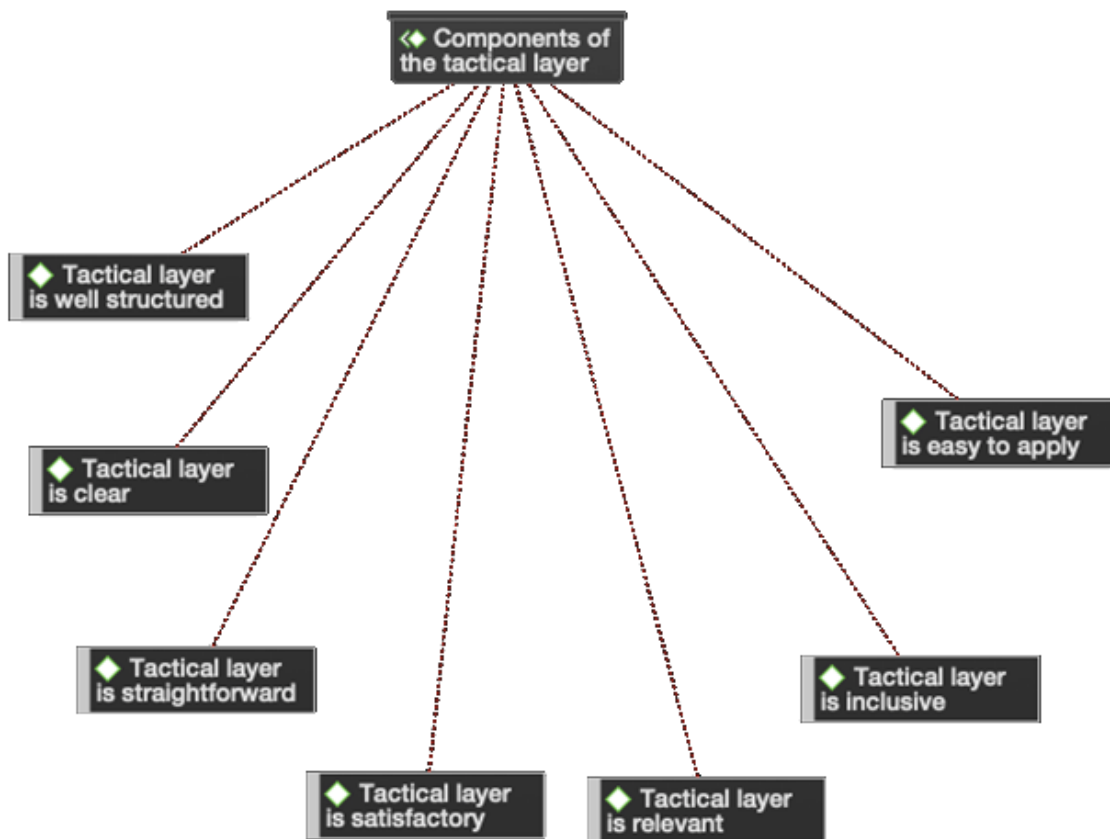 Components of
the tactical layer
Tactical layer
is well structured
Tactical layer
is easy to apply
Tactical layer
is clear
Tactical layer
is straightforward
Tactical layer
is inclusive
Tactical layer
is satisfactory
Tactical layer
is relevant